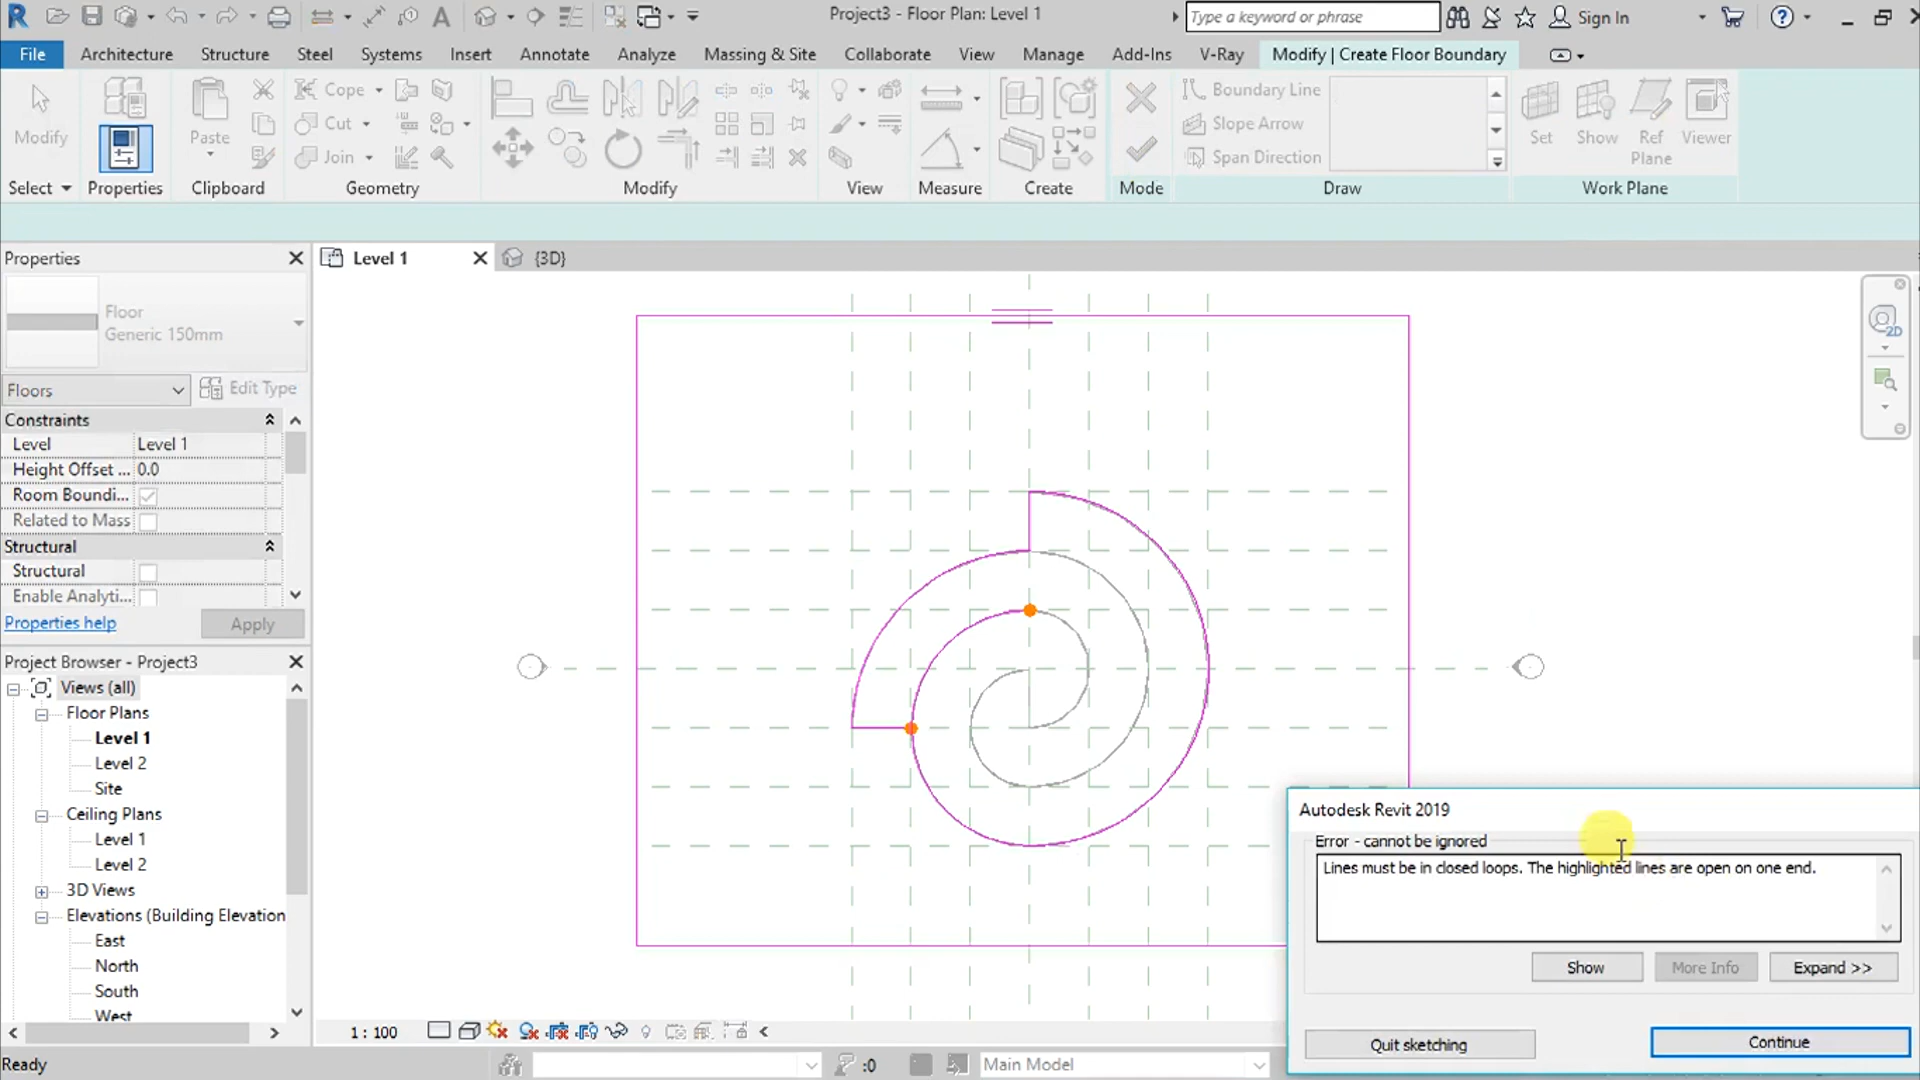 Project3 - Floor Plan: Level 1
Type a keyword or phrase
Sign In
File Architecture Structure Steel Systems Insert Annotate Analyze Massing & Site Collaborate View Manage Add-Ins V-Ray Modify | Create Floor Boundary
Modify
Select
Properties
Paste
Clipboard
Cope
Cut
Join
Geometry
Modify
View
Measure
Create
Mode
Boundary Line
Slope Arrow
Span Direction
Draw
Set
Show
Ref
Plane
Viewer
Work Plane
Properties
Floor
Generic 150mm
Floors
Edit Type
Constraints
Level Level 1
Height Offset ... 0.0
Room Boundi...
Related to Mass
Structural
Structural
Enable Analyti...
Properties help
Apply
Project Browser - Project3
Views (all)
Floor Plans
Level 1
Level 2
Site
Ceiling Plans
Level 1
Level 2
3D Views
Elevations (Building Elevation
East
North
South
West
Level 1
{3D}
2D
Autodesk Revit 2019
Error - cannot be ignored
Lines must be in closed loops. The highlighted lines are open on one end.
Show
More Info
Expand >>
Quit sketching
Continue
1 : 100
Ready
:0
Main Model